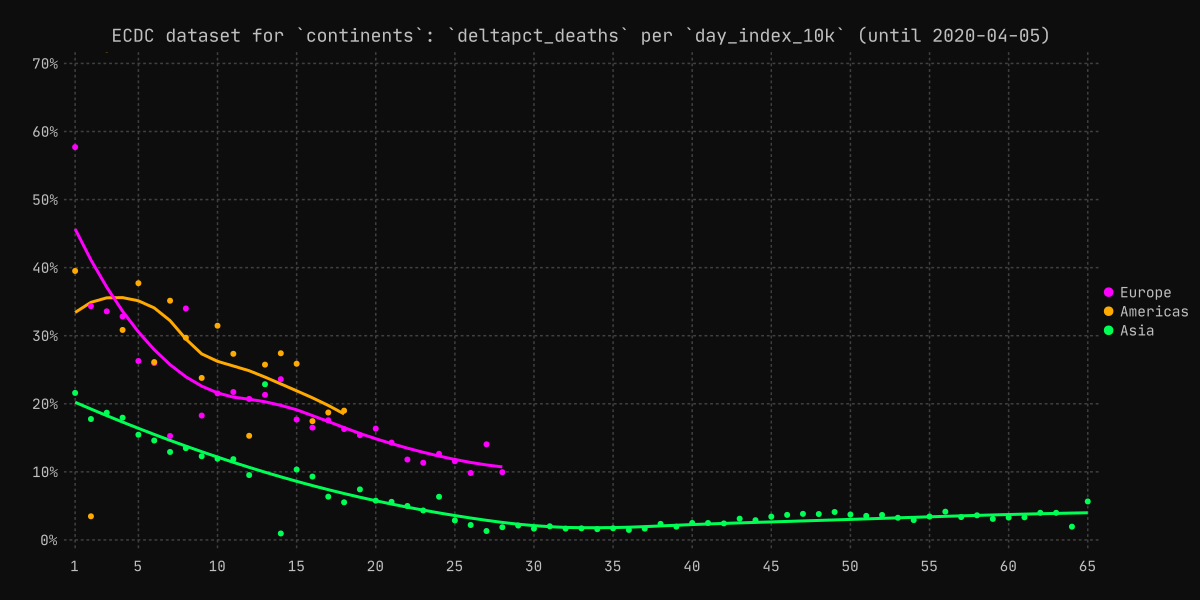 ECDC dataset for `continents`: `deltapct_deaths` per `day_index_10k` (until 2020-04-05)
70%
60%
50%
40%
30%
20%
10%
0%
1 5 10 15 20 25 30 35 40 45 50 55 60 65
Europe
Americas
Asia